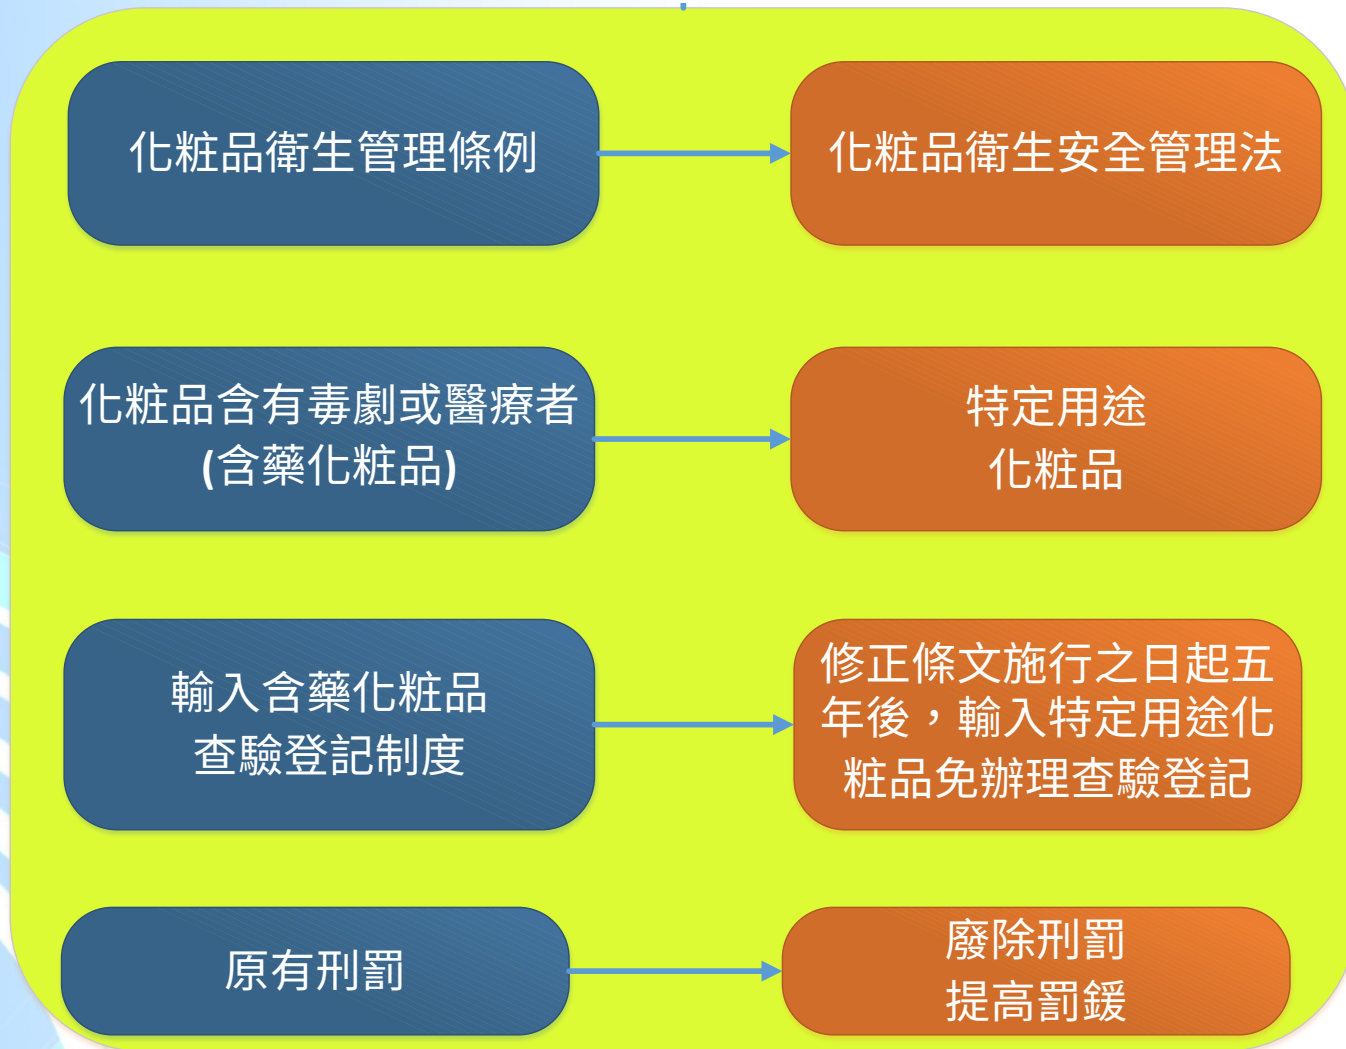 化粧品衛生管理條例
化粧品衛生安全管理法
化粧品含有毒劇或醫療者
(含藥化粧品)
特定用途
化粧品
輸入含藥化粧品
查驗登記制度
修正條文施行之日起五
年後，輸入特定用途化
粧品免辦理查驗登記
原有刑罰
廢除刑罰
提高罰鍰